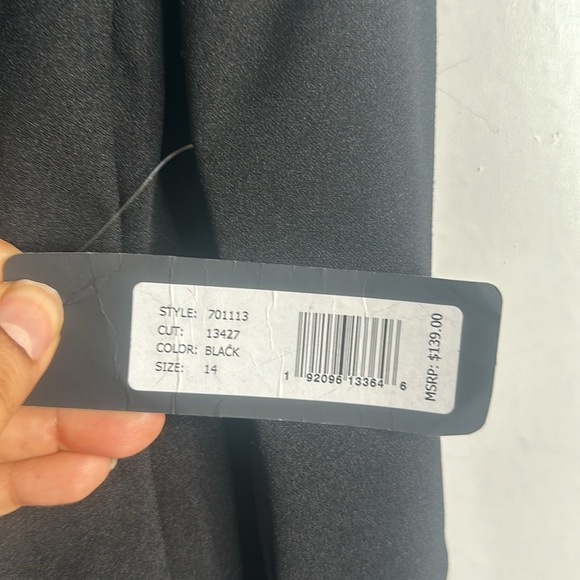 STYLE: 701113
CUT: 13427
COLOR: BLACK
SIZE: 14
1 92096 13364 6
MSRP: $139.00